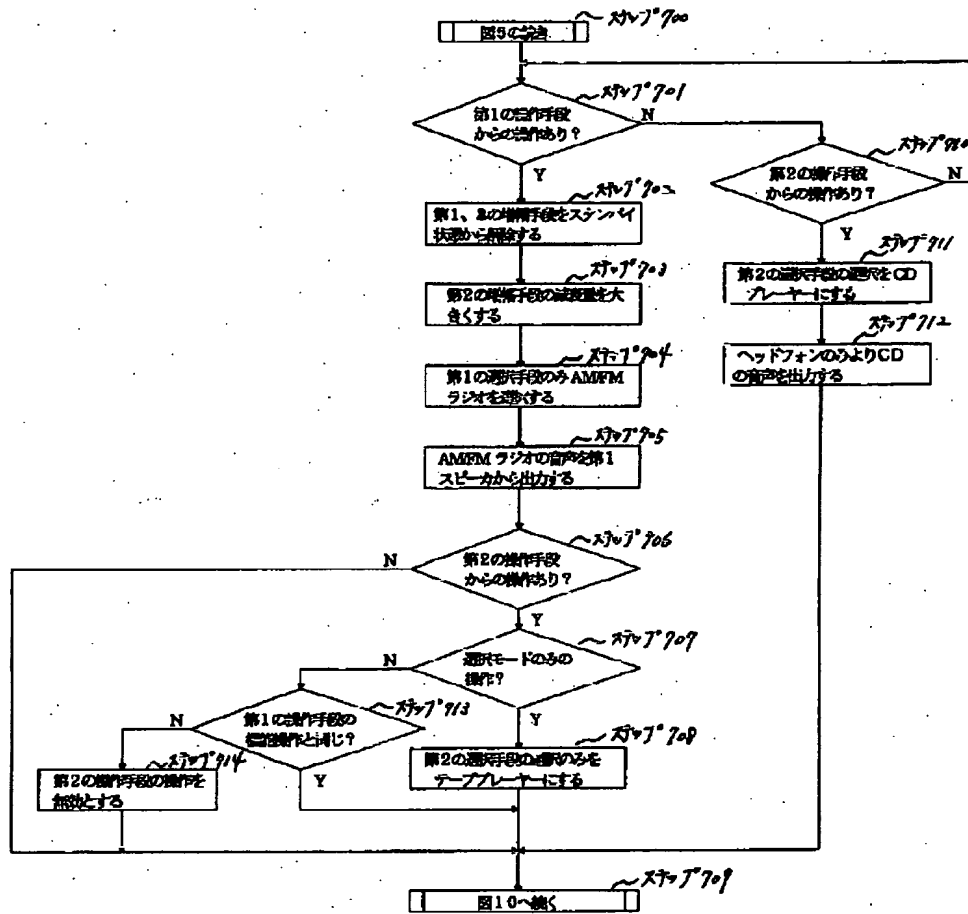 ステップ700
図5の続き
ステップ701
第1の操作手段
からの操作あり?
N
Y
ステップ710
第2の操作手段
からの操作あり?
N
Y
ステップ702
第1、2の増幅手段をスタンバイ
状態から解除する
ステップ711
第2の選択手段の選択をCD
プレーヤーにする
ステップ703
第2の増幅手段の減衰量を大
きくする
ステップ712
ヘッドフォンのみよりCD
の音声を出力する
ステップ704
第1の選択手段のみAM/FM
ラジオを選択する
ステップ705
AM/FM ラジオの音声を第1
スピーカから出力する
ステップ706
第2の操作手段
からの操作あり?
N
Y
ステップ707
選択モードのみの
操作?
N
Y
ステップ713
第1の操作手段の
機能操作と同じ?
N
Y
ステップ708
第2の選択手段の選択のみを
テーププレーヤーにする
ステップ714
第2の操作手段の操作を
無効とする
ステップ709
図10へ続く